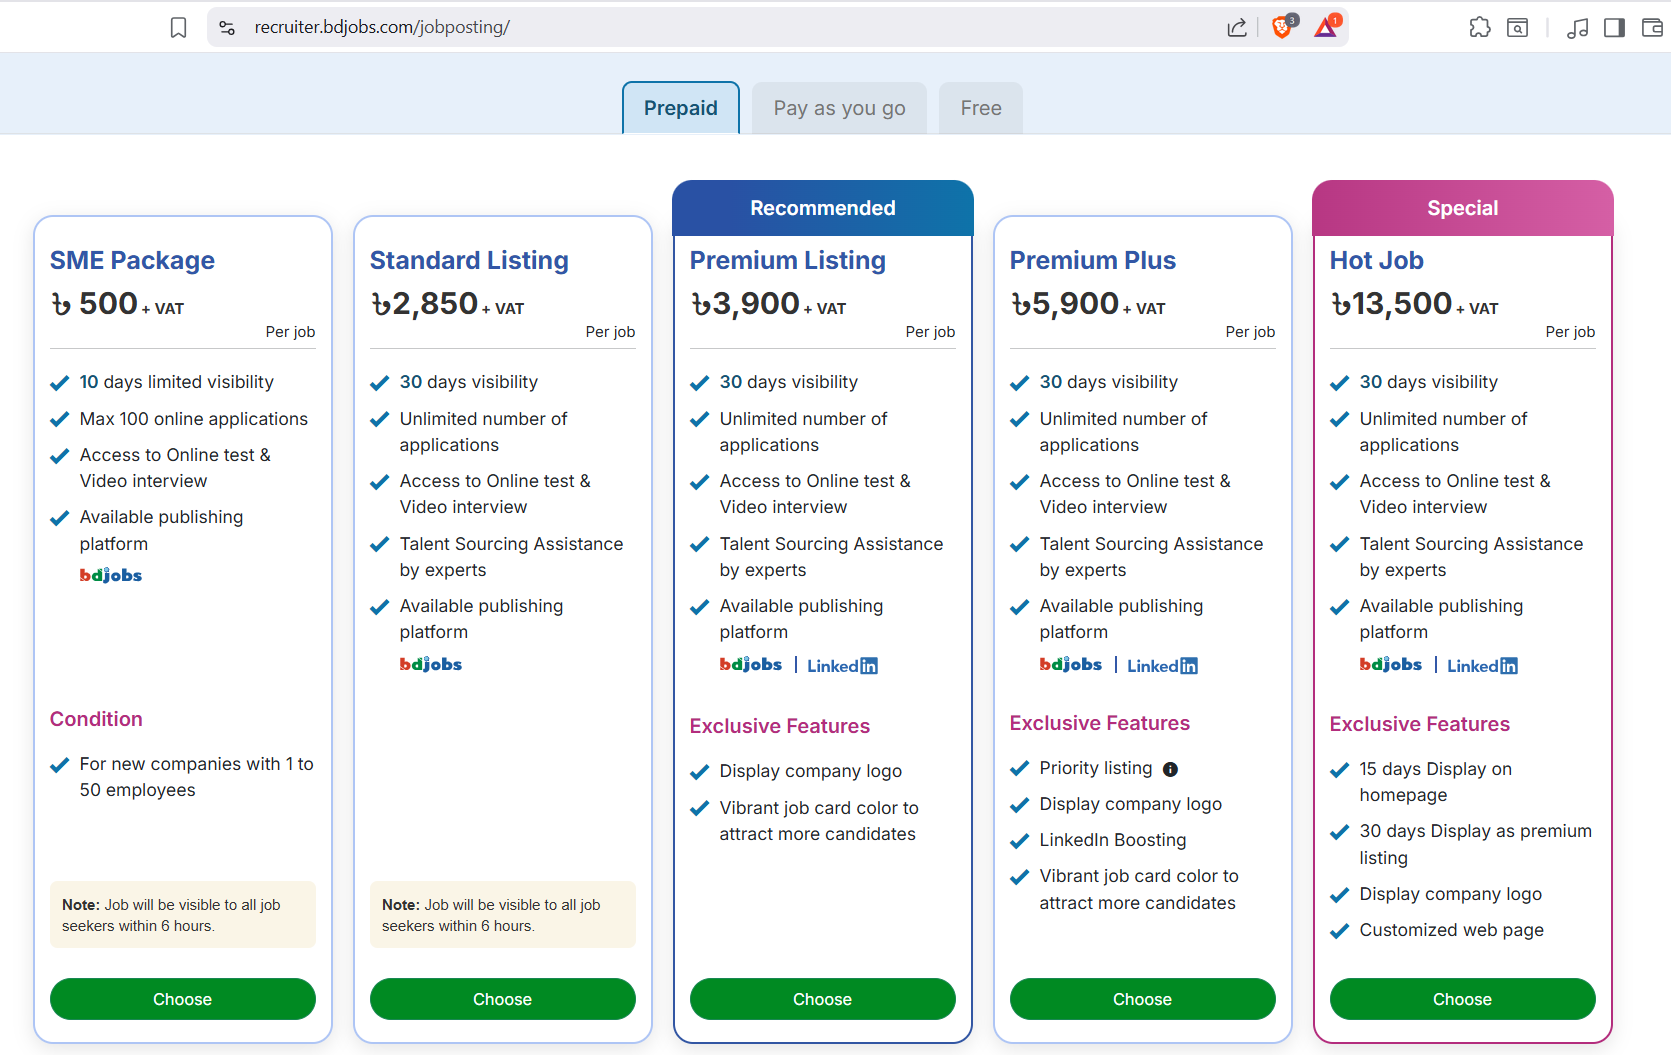 recruiter.bdjobs.com/jobposting/
3
1
Prepaid
Pay as you go
Free
SME Package
৳ 500 + VAT
Per job
10 days limited visibility
Max 100 online applications
Access to Online test &
Video interview
Available publishing
platform
bdjobs
Condition
For new companies with 1 to
50 employees
Note: Job will be visible to all job
seekers within 6 hours.
Choose
Standard Listing
৳2,850 + VAT
Per job
30 days visibility
Unlimited number of
applications
Access to Online test &
Video interview
Talent Sourcing Assistance
by experts
Available publishing
platform
bdjobs
Note: Job will be visible to all job
seekers within 6 hours.
Choose
Recommended
Premium Listing
৳3,900 + VAT
Per job
30 days visibility
Unlimited number of
applications
Access to Online test &
Video interview
Talent Sourcing Assistance
by experts
Available publishing
platform
bdjobs | Linkedin
Exclusive Features
Display company logo
Vibrant job card color to
attract more candidates
Choose
Premium Plus
৳5,900 + VAT
Per job
30 days visibility
Unlimited number of
applications
Access to Online test &
Video interview
Talent Sourcing Assistance
by experts
Available publishing
platform
bdjobs | Linkedin
Exclusive Features
Priority listing
Display company logo
LinkedIn Boosting
Vibrant job card color to
attract more candidates
Choose
Special
Hot Job
৳13,500 + VAT
Per job
30 days visibility
Unlimited number of
applications
Access to Online test &
Video interview
Talent Sourcing Assistance
by experts
Available publishing
platform
bdjobs | Linkedin
Exclusive Features
15 days Display on
homepage
30 days Display as premium
listing
Display company logo
Customized web page
Choose